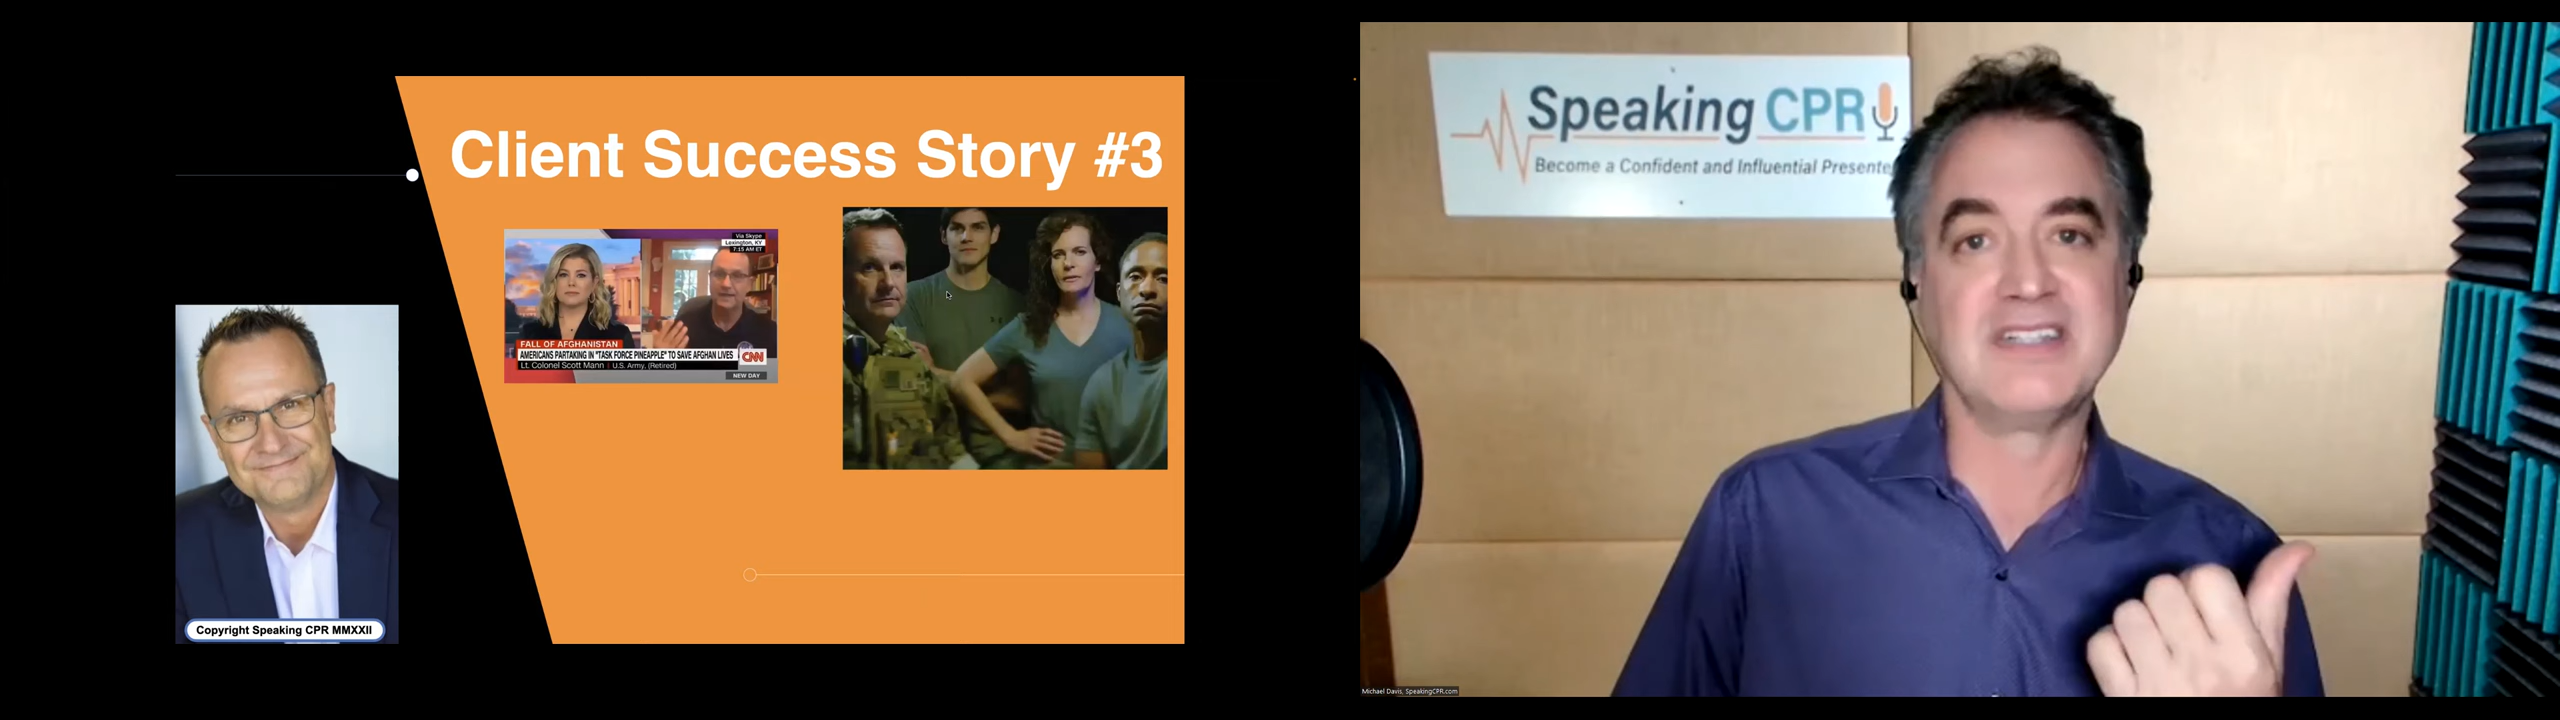 Client Success Story #3
Via Skype
Lexington, KY
7:15 AM ET
FALL OF AFGHANISTAN
AMERICANS PARTAKING IN "TASK FORCE PINEAPPLE" TO SAVE AFGHAN LIVES
CNN
Lt. Colonel Scott Mann | U.S. Army, (Retired)
NEW DAY
Copyright Speaking CPR MMXXII
Speaking CPR
Become a Confident and Influential Presente
Michael Davis, SpeakingCPR.com